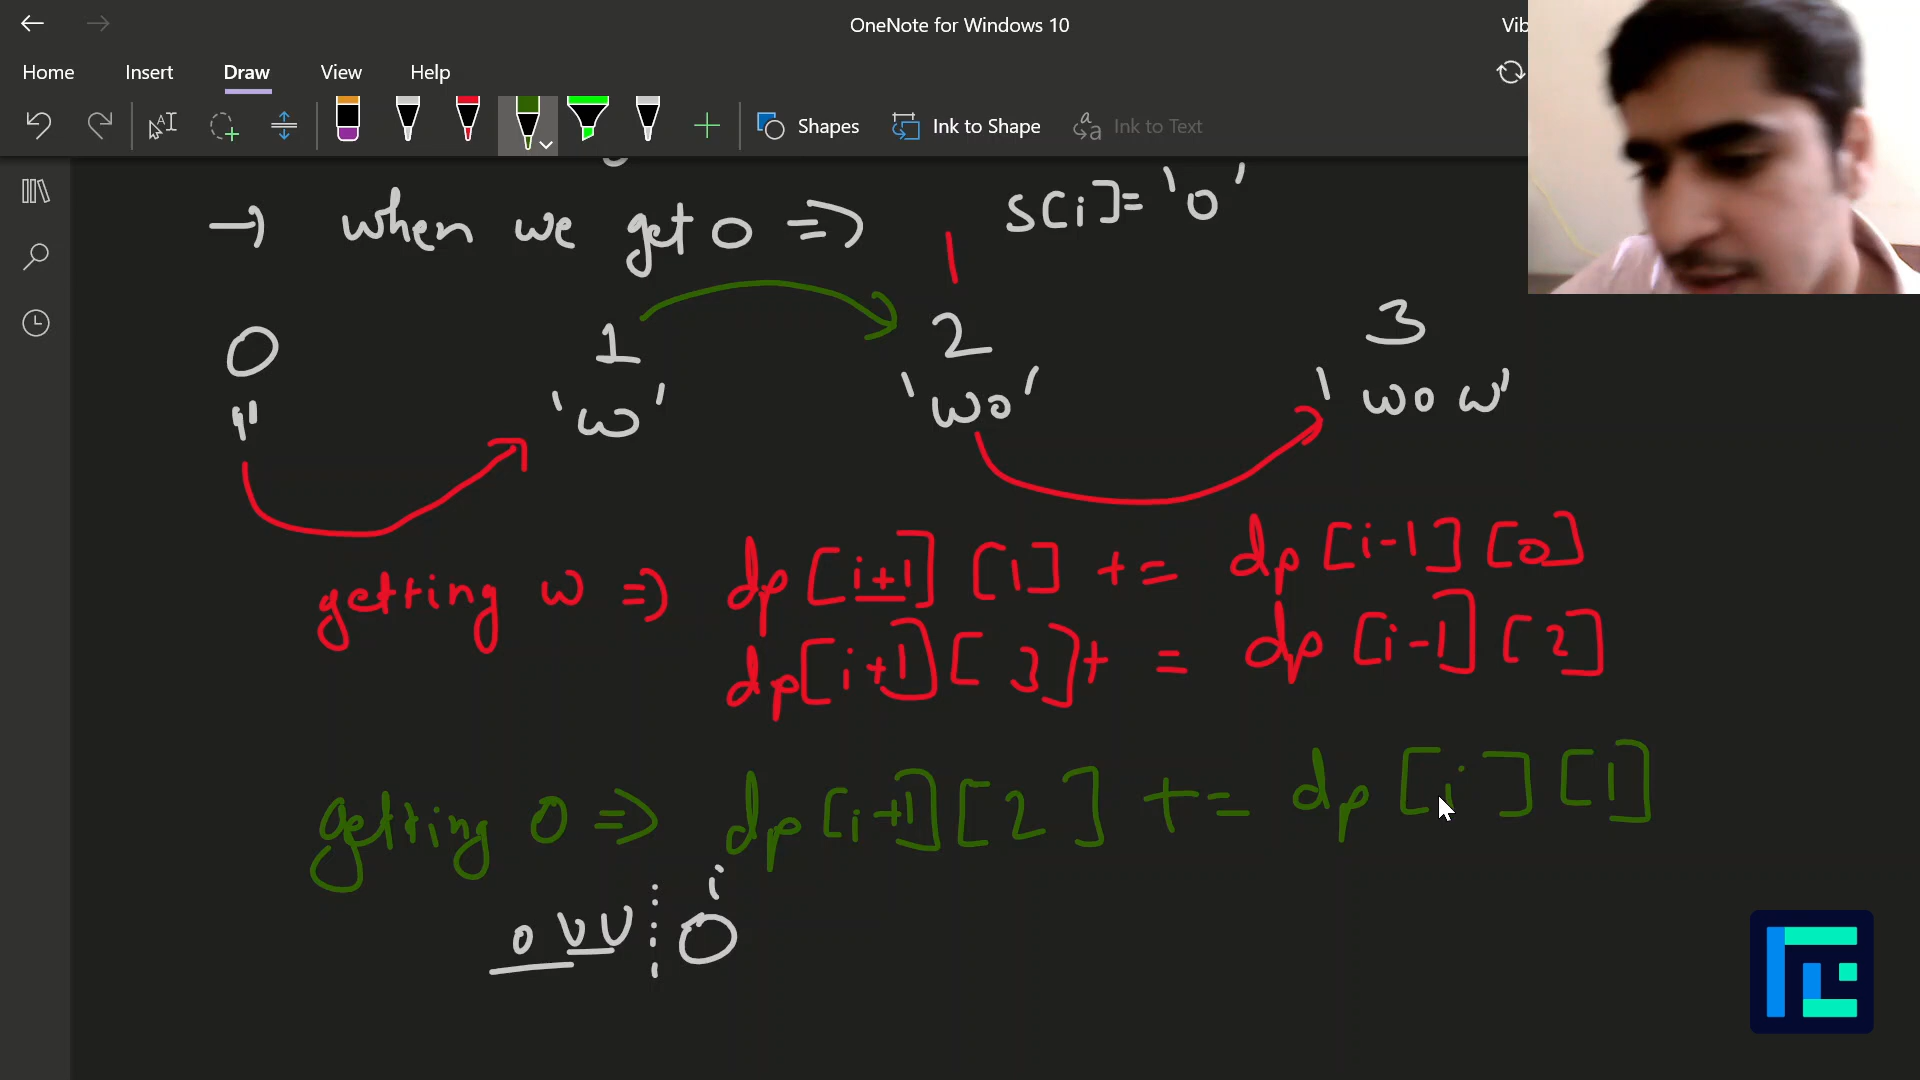 OneNote for Windows 10
Vib
Home Insert Draw View Help
Shapes Ink to Shape Ink to Text
→ when we get o ⇒ s[i]='o'
0 1 2 3
'' 'w' 'wo' 'wow'
getting w ⇒ dp[i+1][1] += dp[i-1][0]
dp[i+1][3] += dp[i-1][2]
getting o ⇒ dp[i+1][2] += dp[i][1]
i
o v v o